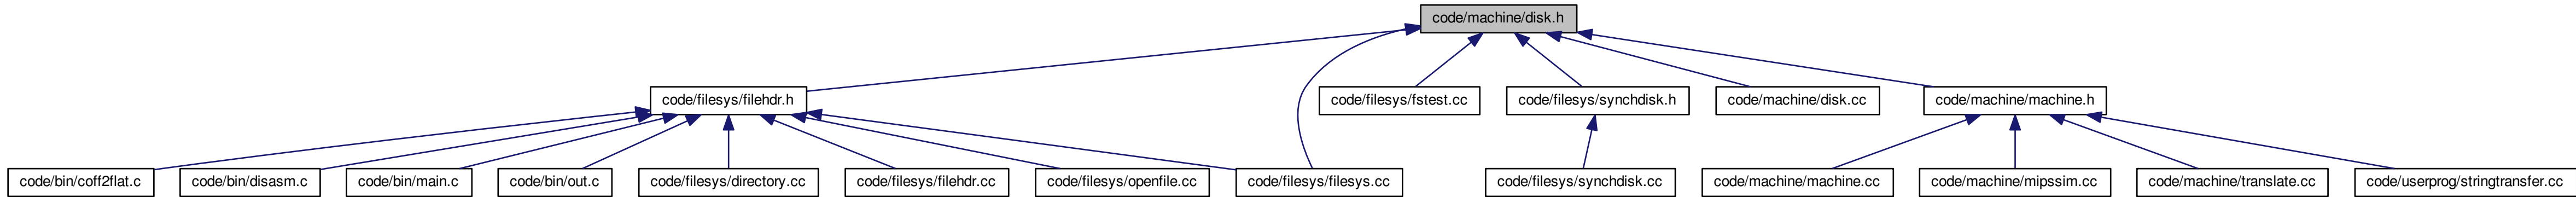 code/machine/disk.h
code/filesys/filehdr.h
code/filesys/fstest.cc
code/filesys/synchdisk.h
code/machine/disk.cc
code/machine/machine.h
code/bin/coff2flat.c
code/bin/disasm.c
code/bin/main.c
code/bin/out.c
code/filesys/directory.cc
code/filesys/filehdr.cc
code/filesys/openfile.cc
code/filesys/filesys.cc
code/filesys/synchdisk.cc
code/machine/machine.cc
code/machine/mipssim.cc
code/machine/translate.cc
code/userprog/stringtransfer.cc